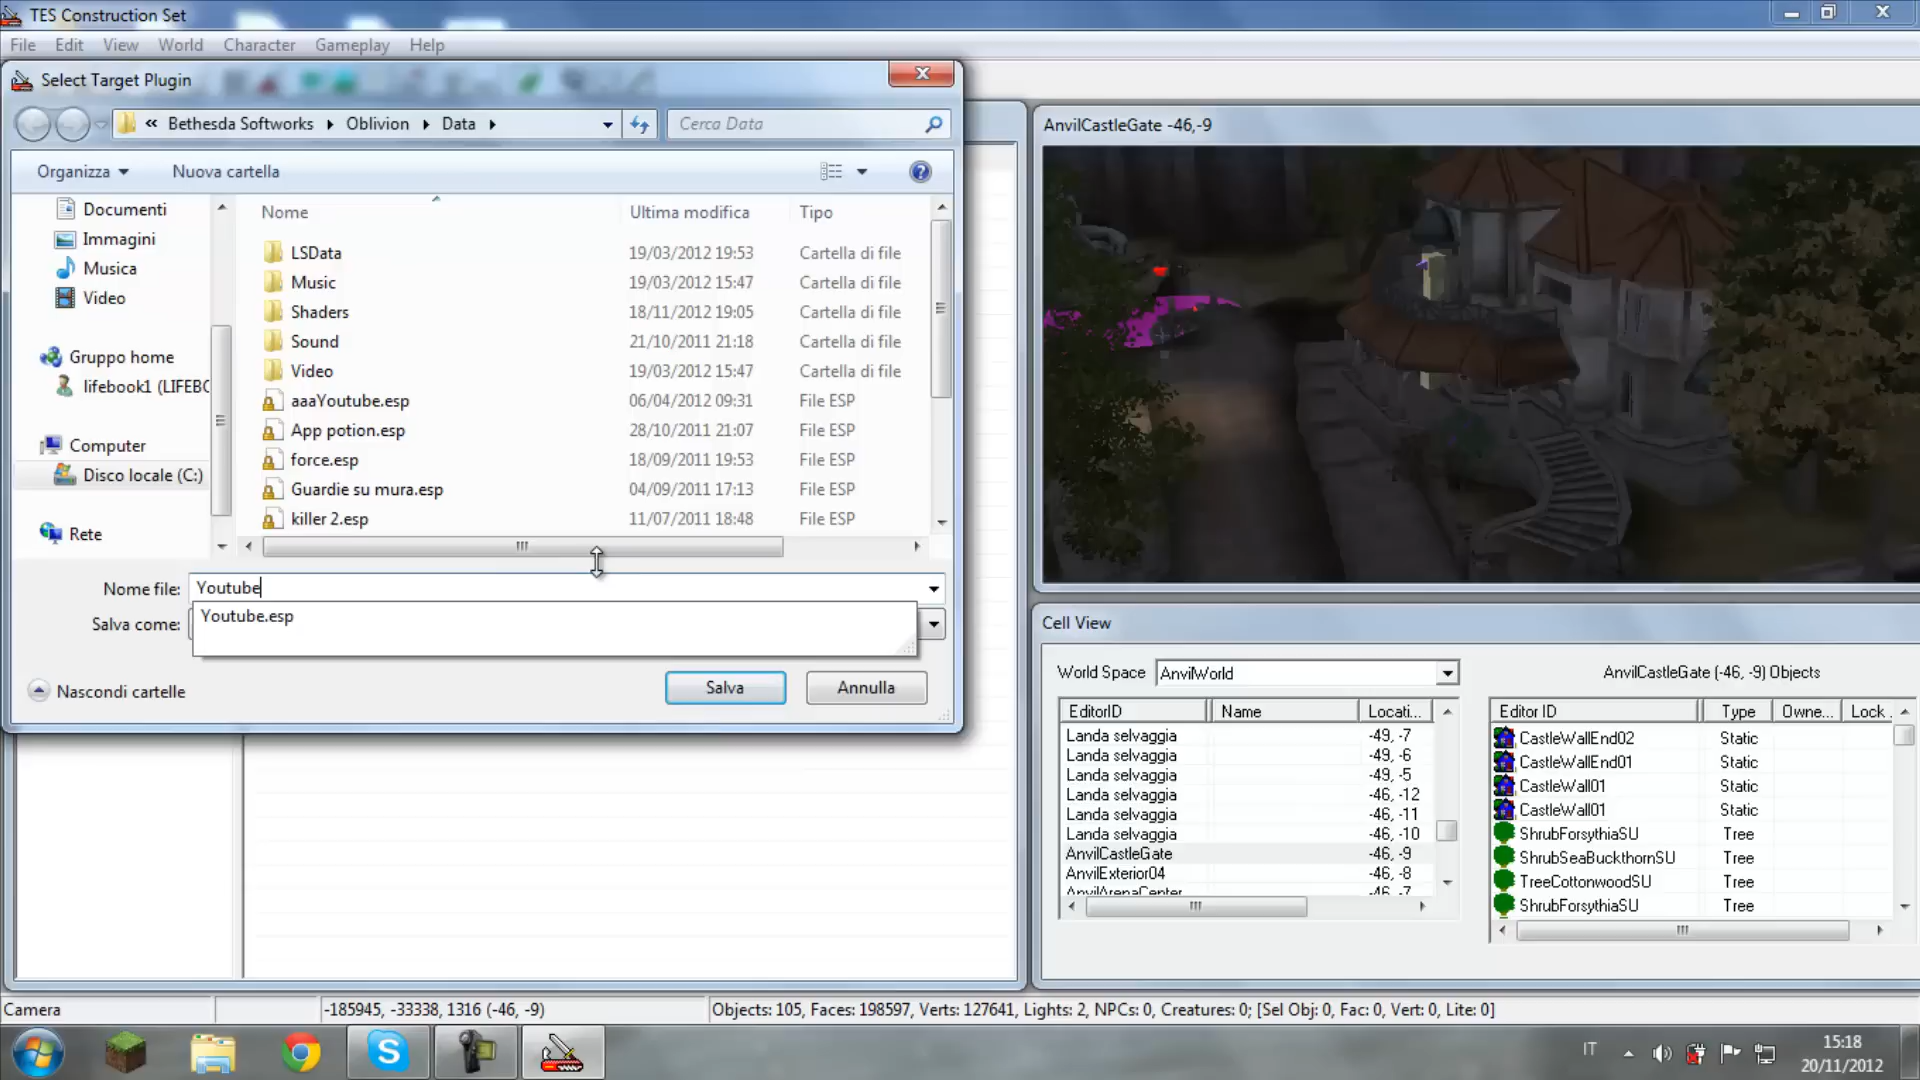 TES Construction Set
File Edit View World Character Gameplay Help
Select Target Plugin
« Bethesda Softworks Oblivion Data
Cerca Data
Organizza Nuova cartella
Documenti
Immagini
Musica
Video
Gruppo home
lifebook1 (LIFEBO
Computer
Disco locale (C:)
Rete
Nome Ultima modifica Tipo
LSData 19/03/2012 19:53 Cartella di file
Music 19/03/2012 15:47 Cartella di file
Shaders 18/11/2012 19:05 Cartella di file
Sound 21/10/2011 21:18 Cartella di file
Video 19/03/2012 15:47 Cartella di file
aaaYoutube.esp 06/04/2012 09:31 File ESP
App potion.esp 28/10/2011 21:07 File ESP
force.esp 18/09/2011 19:53 File ESP
Guardie su mura.esp 04/09/2011 17:13 File ESP
killer 2.esp 11/07/2011 18:48 File ESP
Nome file: Youtube
Youtube.esp
Salva come:
Nascondi cartelle
Salva Annulla
AnvilCastleGate -46,-9
Cell View
World Space AnvilWorld
AnvilCastleGate (-46, -9) Objects
EditorID Name Locati...
Landa selvaggia -49, -7
Landa selvaggia -49, -6
Landa selvaggia -49, -5
Landa selvaggia -46, -12
Landa selvaggia -46, -11
Landa selvaggia -46, -10
AnvilCastleGate -46, -9
AnvilExterior04 -46, -8
AnvilArenaCenter -46, -7
Editor ID Type Owne... Lock
CastleWallEnd02 Static
CastleWallEnd01 Static
CastleWall01 Static
CastleWall01 Static
ShrubForsythiaSU Tree
ShrubSeaBuckthornSU Tree
TreeCottonwoodSU Tree
ShrubForsythiaSU Tree
Camera
-185945, -33338, 1316 (-46, -9)
Objects: 105, Faces: 198597, Verts: 127641, Lights: 2, NPCs: 0, Creatures: 0; [Sel Obj: 0, Fac: 0, Vert: 0, Lite: 0]
IT
15:18
20/11/2012